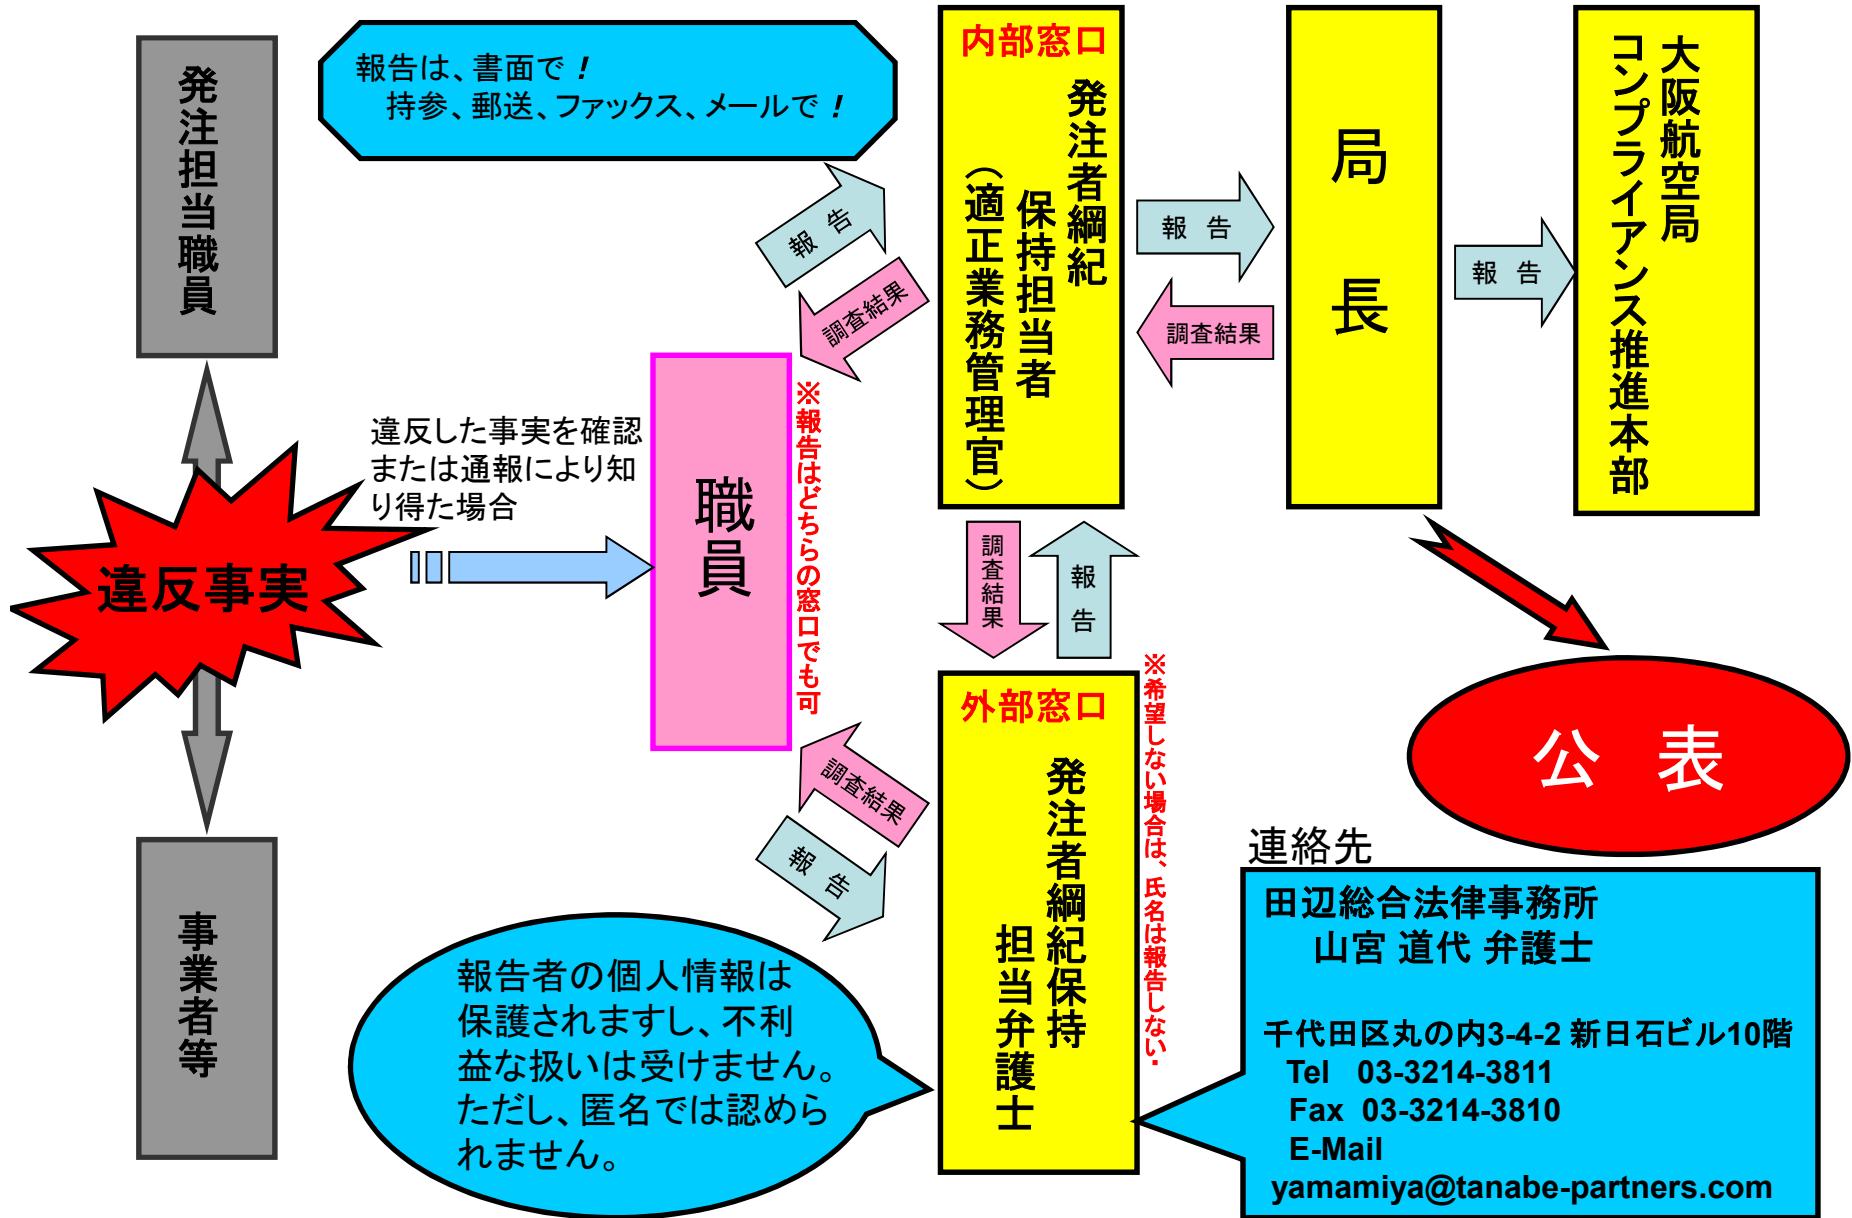 発注担当職員
報告は、書面で！
持参、郵送、ファックス、メールで！
内部窓口
発注者綱紀
保持担当者
（適正業務管理官）
局長
大阪航空局
コンプライアンス推進本部
報告
調査結果
報告
調査結果
報告
違反した事実を確認
または通報により知
り得た場合
違反事実
職員
※報告はどちらの窓口でも可
調査結果
報告
公表
外部窓口
発注者綱紀保持
担当弁護士
※希望しない場合は、氏名は報告しない。
調査結果
報告
事業者等
報告者の個人情報は
保護されますし、不利
益な扱いは受けません。
ただし、匿名では認めら
れません。
連絡先
田辺総合法律事務所
山宮 道代 弁護士
千代田区丸の内3-4-2 新日石ビル10階
Tel 03-3214-3811
Fax 03-3214-3810
E-Mail
yamamiya@tanabe-partners.com